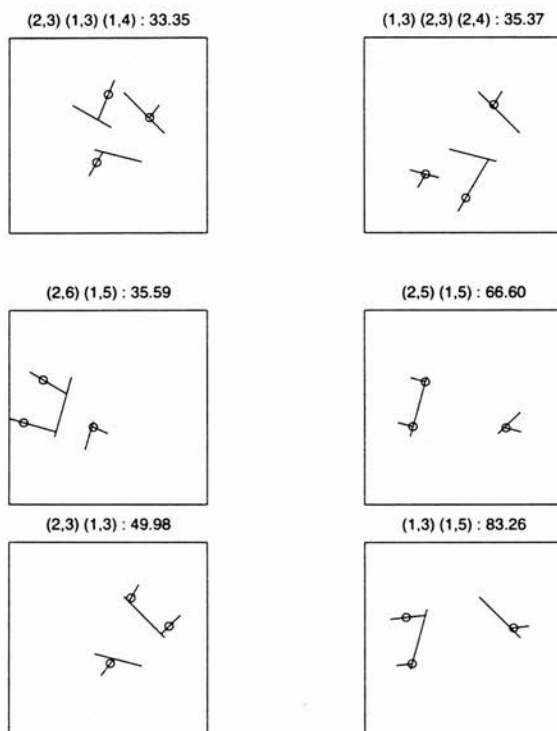 (2,3) (1,3) (1,4) : 33.35
(1,3) (2,3) (2,4) : 35.37
(2,6) (1,5) : 35.59
(2,5) (1,5) : 66.60
(2,3) (1,3) : 49.98
(1,3) (1,5) : 83.26